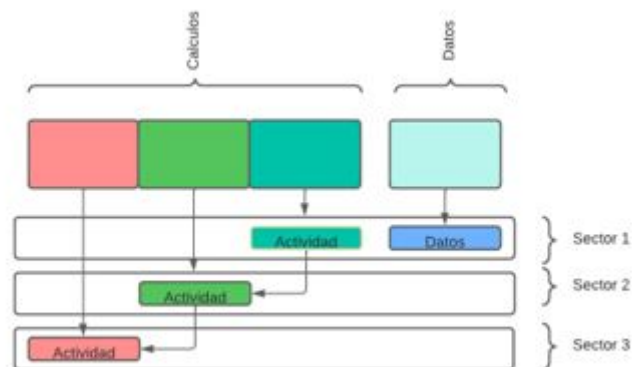 Calculos
Datos
Actividad
Datos
Sector 1
Actividad
Sector 2
Actividad
Sector 3